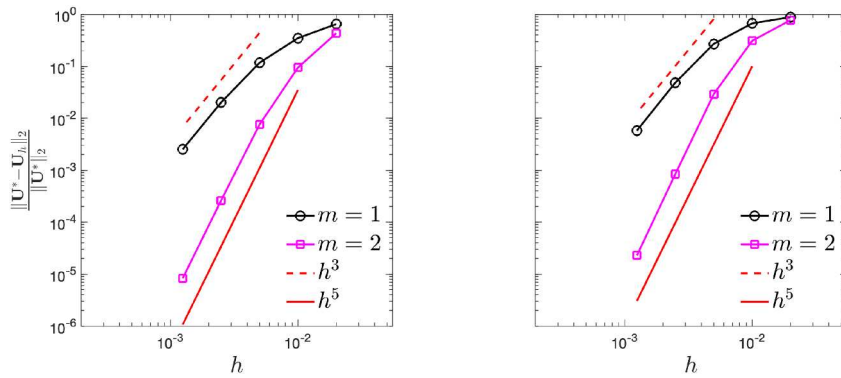 10^0
10^-1
10^-2
10^-3
10^-4
10^-5
10^-6
||U* − U_h||_2
||U*||_2
m = 1
m = 2
h^3
h^5
10^-3
10^-2
h
m = 1
m = 2
h^3
h^5
10^-3
10^-2
h